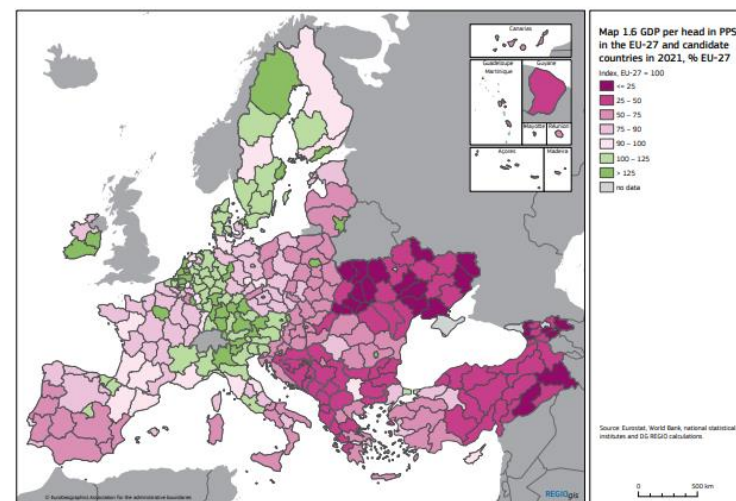 Canarias
Guadeloupe
Martinique
Guyane
Mayotte
Réunion
Açores
Madeira
Map 1.6 GDP per head in PPS
in the EU-27 and candidate
countries in 2021, % EU-27
Index, EU-27 = 100
<= 25
25 – 50
50 – 75
75 – 90
90 – 100
100 – 125
> 125
no data
Source: Eurostat, World Bank, national statistical
institutes and DG REGIO calculations.
0 500 km
© EuroGeographics Association for the administrative boundaries
REGIOgis